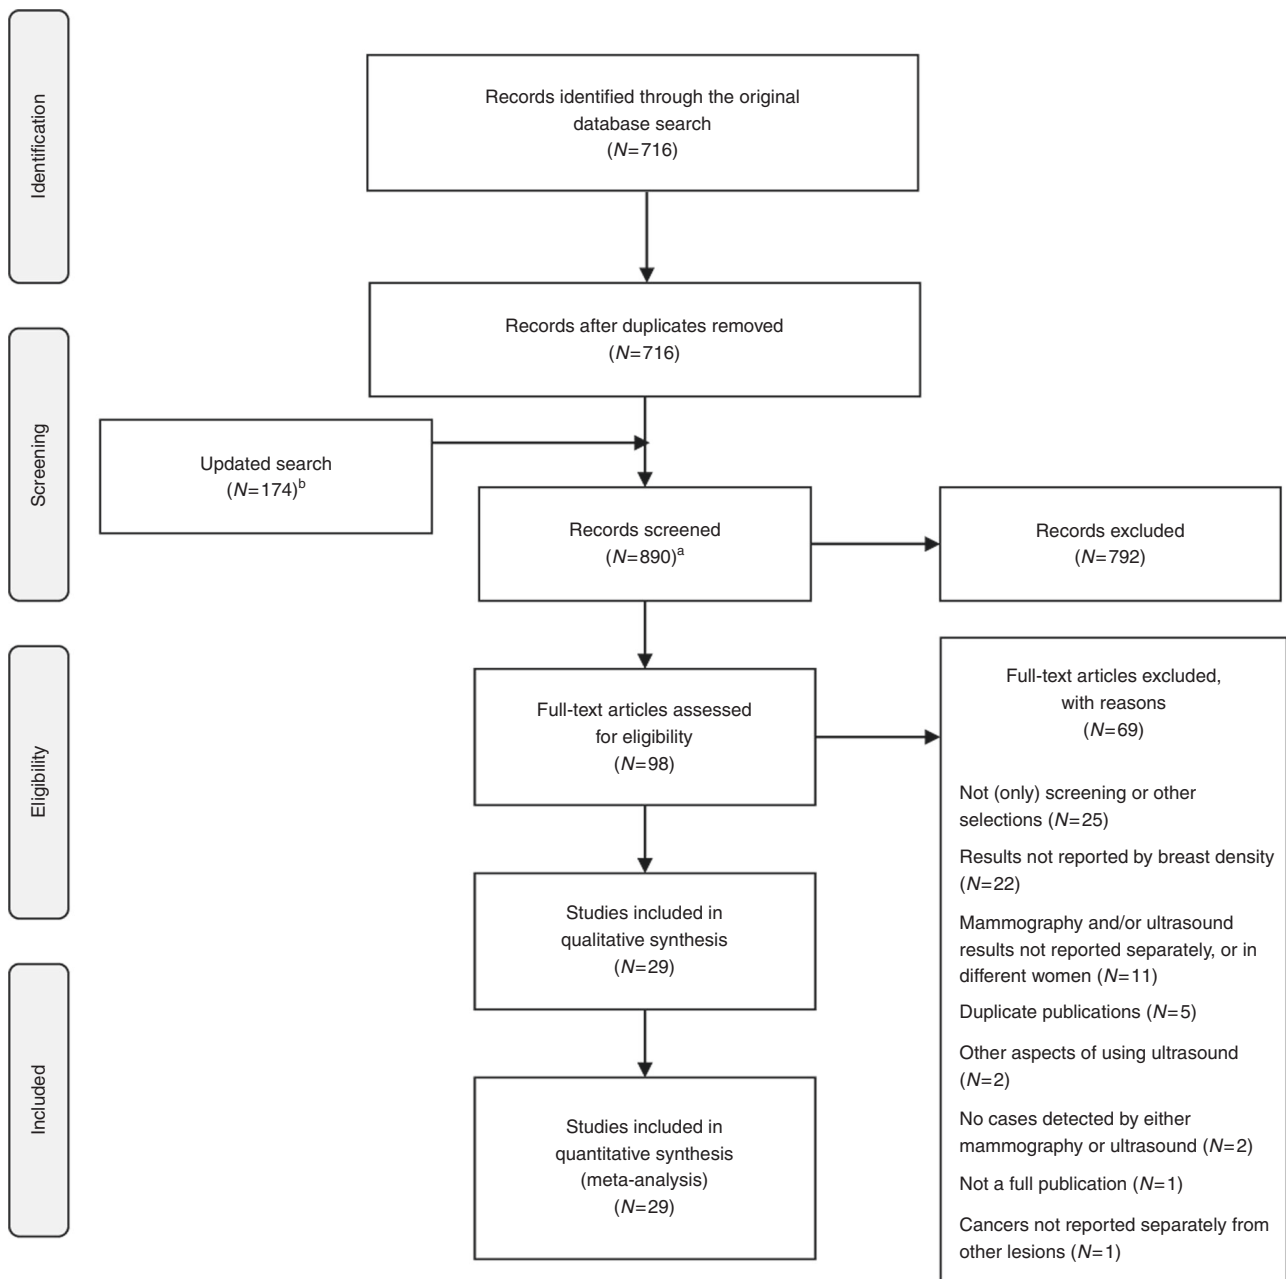 Identification
Records identified through the original
database search
(N=716)
Records after duplicates removed
(N=716)
Screening
Updated search
(N=174)b
Records screened
(N=890)a
Records excluded
(N=792)
Eligibility
Full-text articles assessed
for eligibility
(N=98)
Full-text articles excluded,
with reasons
(N=69)
Not (only) screening or other
selections (N=25)
Results not reported by breast density
(N=22)
Mammography and/or ultrasound
results not reported separately, or in
different women (N=11)
Duplicate publications (N=5)
Other aspects of using ultrasound
(N=2)
No cases detected by either
mammography or ultrasound (N=2)
Not a full publication (N=1)
Cancers not reported separately from
other lesions (N=1)
Studies included in
qualitative synthesis
(N=29)
Included
Studies included in
quantitative synthesis
(meta-analysis)
(N=29)